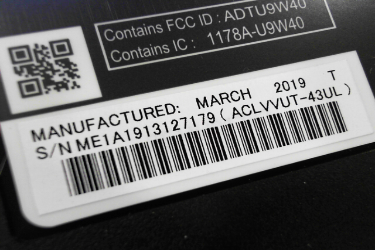 Contains FCC ID : ADTU9W40
Contains IC : 1178A-U9W40
MANUFACTURED: MARCH 2019 T
S/N ME1A1913127179 ( ACLVVUT-43UL )